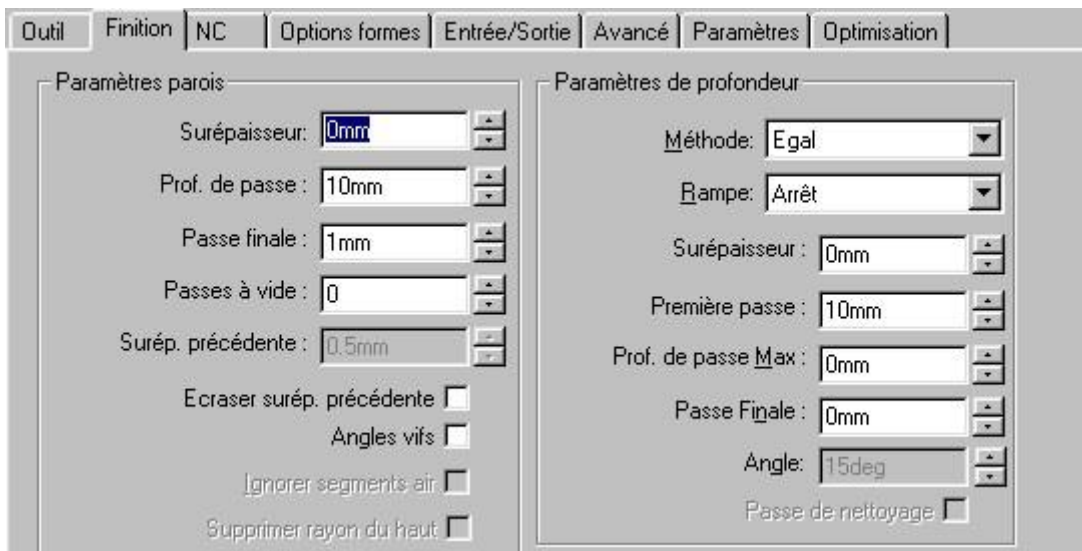 Outil Finition NC Options formes Entrée/Sortie Avancé Paramètres Optimisation
Paramètres parois
Surépaisseur: 0mm
Prof. de passe : 10mm
Passe finale : 1mm
Passes à vide : 0
Surép. précédente : 0.5mm
Ecraser surép. précédente
Angles vifs
Ignorer segments air
Supprimer rayon du haut
Paramètres de profondeur
Méthode: Egal
Rampe: Arrêt
Surépaisseur : 0mm
Première passe : 10mm
Prof. de passe Max : 0mm
Passe Finale : 0mm
Angle: 15deg
Passe de nettoyage